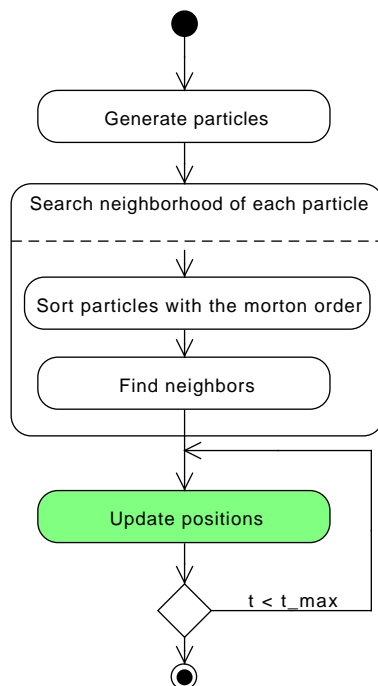 Generate particles
Search neighborhood of each particle
Sort particles with the morton order
Find neighbors
Update positions
t < t_max